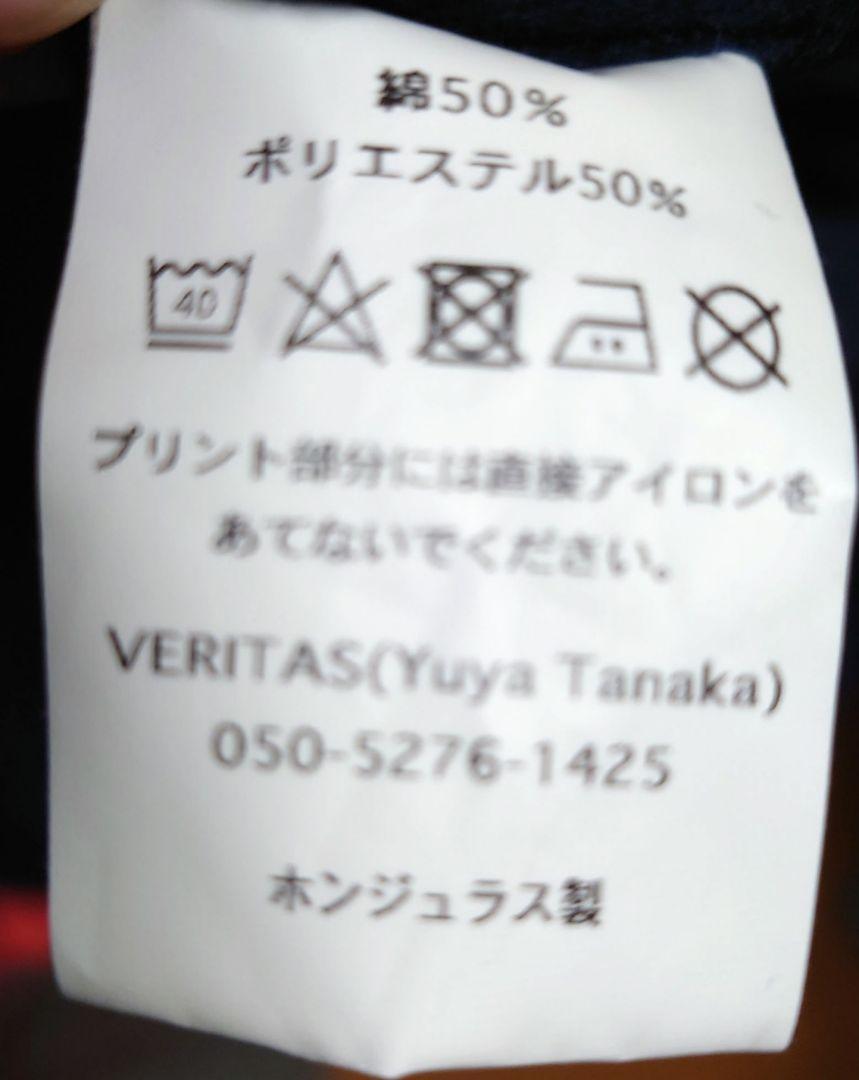 綿50%
ポリエステル50%
40
プリント部分には直接アイロンを
あてないでください。
VERITAS(Yuya Tanaka)
050-5276-1425
ホンジュラス製